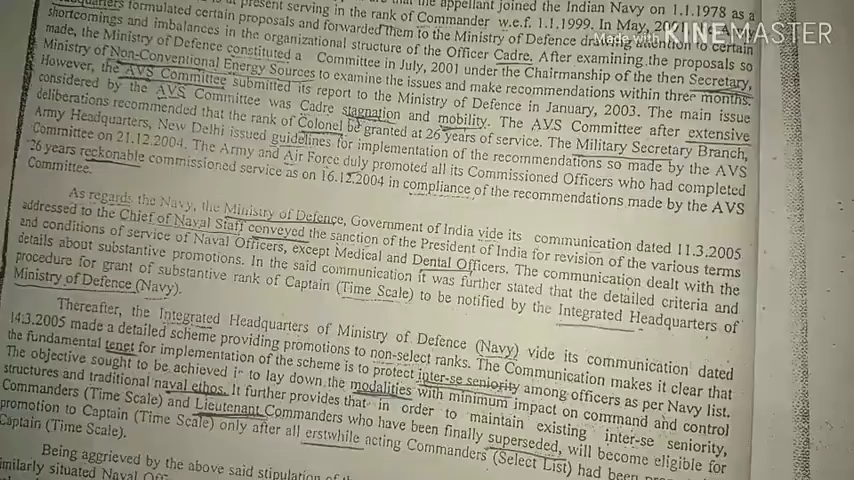 at present serving in the rank of Commander w.e.f. 1.1.1999. In May,
the appellant joined the Indian Navy on 1.1.1978 as a
formulated certain proposals and forwarded them to the Ministry of Defence drawing attention to certain
shortcomings and imbalances in the organizational structure of the Officer Cadre. After examining the proposals so
made, the Ministry of Defence constituted a Committee in July, 2001 under the Chairmanship of the then Secretary,
Ministry of Non-Conventional Energy Sources to examine the issues and make recommendations within three months.
However, the AVS Committee submitted its report to the Ministry of Defence in January, 2003. The main issue
considered by the AVS Committee was Cadre stagnation and mobility. The AVS Committee after extensive
deliberations recommended that the rank of Colonel be granted at 26 years of service. The Military Secretary Branch,
Army Headquarters, New Delhi issued guidelines for implementation of the recommendations so made by the AVS
Committee on 21.12.2004. The Army and Air Force duly promoted all its Commissioned Officers who had completed
26 years reckonable commissioned service as on 16.12.2004 in compliance of the recommendations made by the AVS
Committee.
As regards the Navy, the Ministry of Defence, Government of India vide its communication dated 11.3.2005
addressed to the Chief of Naval Staff conveyed the sanction of the President of India for revision of the various terms
and conditions of service of Naval Officers, except Medical and Dental Officers. The communication dealt with the
details about substantive promotions. In the said communication it was further stated that the detailed criteria and
procedure for grant of substantive rank of Captain (Time Scale) to be notified by the Integrated Headquarters of
Ministry of Defence (Navy).
Thereafter, the Integrated Headquarters of Ministry of Defence (Navy) vide its communication dated
14.3.2005 made a detailed scheme providing promotions to non-select ranks. The Communication makes it clear that
the fundamental tenet for implementation of the scheme is to protect inter-se seniority among officers as per Navy list.
The objective sought to be achieved is to lay down the modalities with minimum impact on command and control
structures and traditional naval ethos. It further provides that in order to maintain existing inter-se seniority,
Commanders (Time Scale) and Lieutenant Commanders who have been finally superseded, will become eligible for
promotion to Captain (Time Scale) only after all erstwhile acting Commanders (Select List) had been
Captain (Time Scale).
Being aggrieved by the above said stipulation of
similarly situated Naval
Made with KINEMASTER